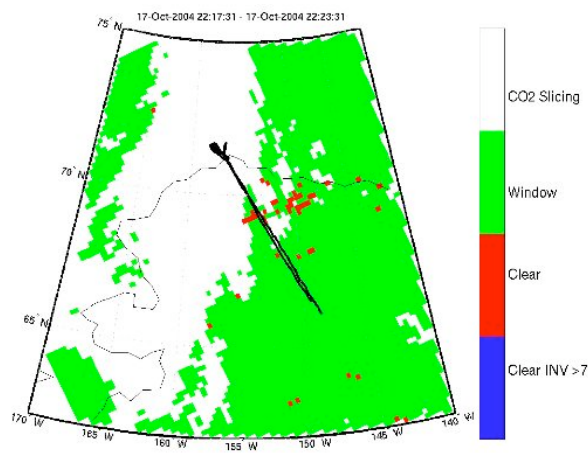 17-Oct-2004 22:17:31 - 17-Oct-2004 22:23:31
75° N
70° N
65° N
170° W
165° W
160° W
155° W
150° W
145° W
140° W
CO2 Slicing
Window
Clear
Clear INV >7